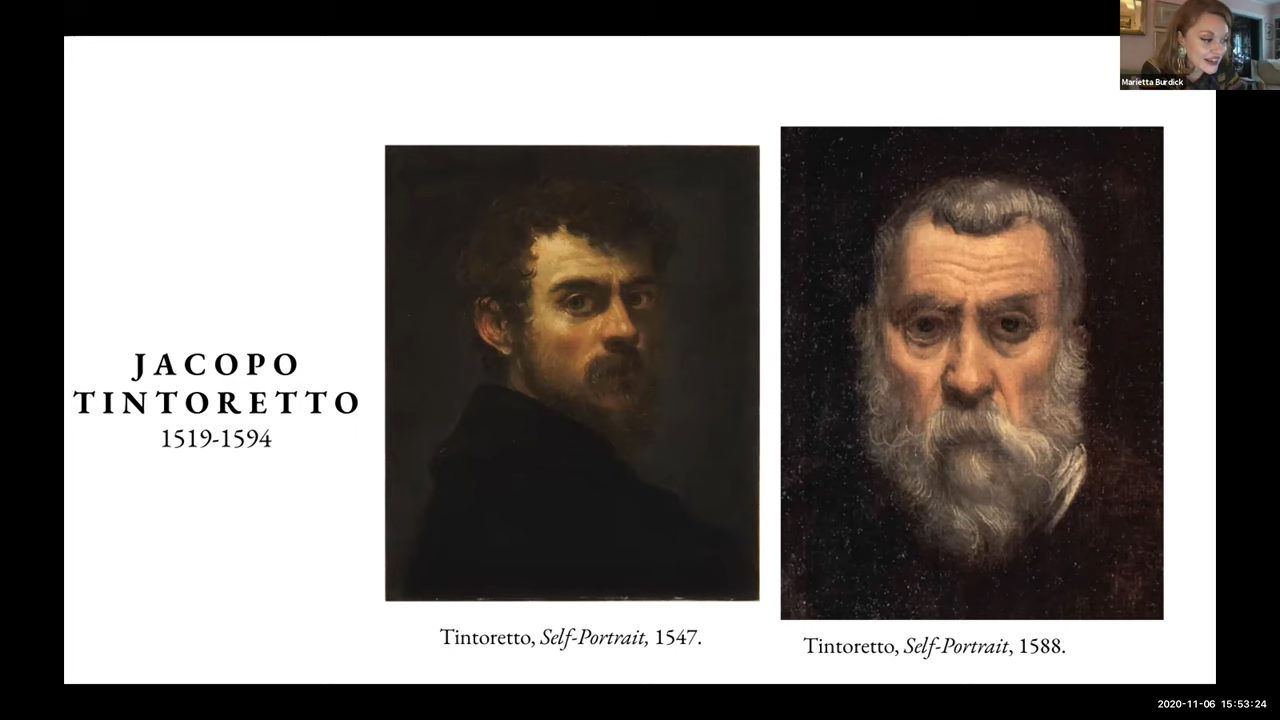 Marietta Burdick
JACOPO
TINTORETTO
1519-1594
Tintoretto, Self-Portrait, 1547.
Tintoretto, Self-Portrait, 1588.
2020-11-06 15:53:24